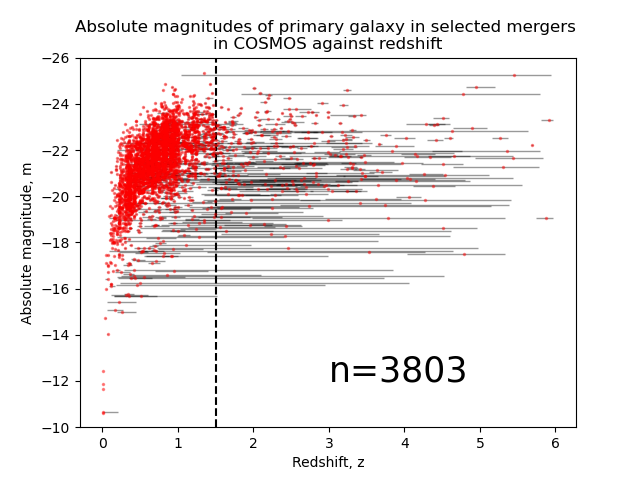 Absolute magnitudes of primary galaxy in selected mergers
in COSMOS against redshift
−26
−24
−22
−20
−18
−16
−14
−12
−10
Absolute magnitude, m
n=3803
0 1 2 3 4 5 6
Redshift, z